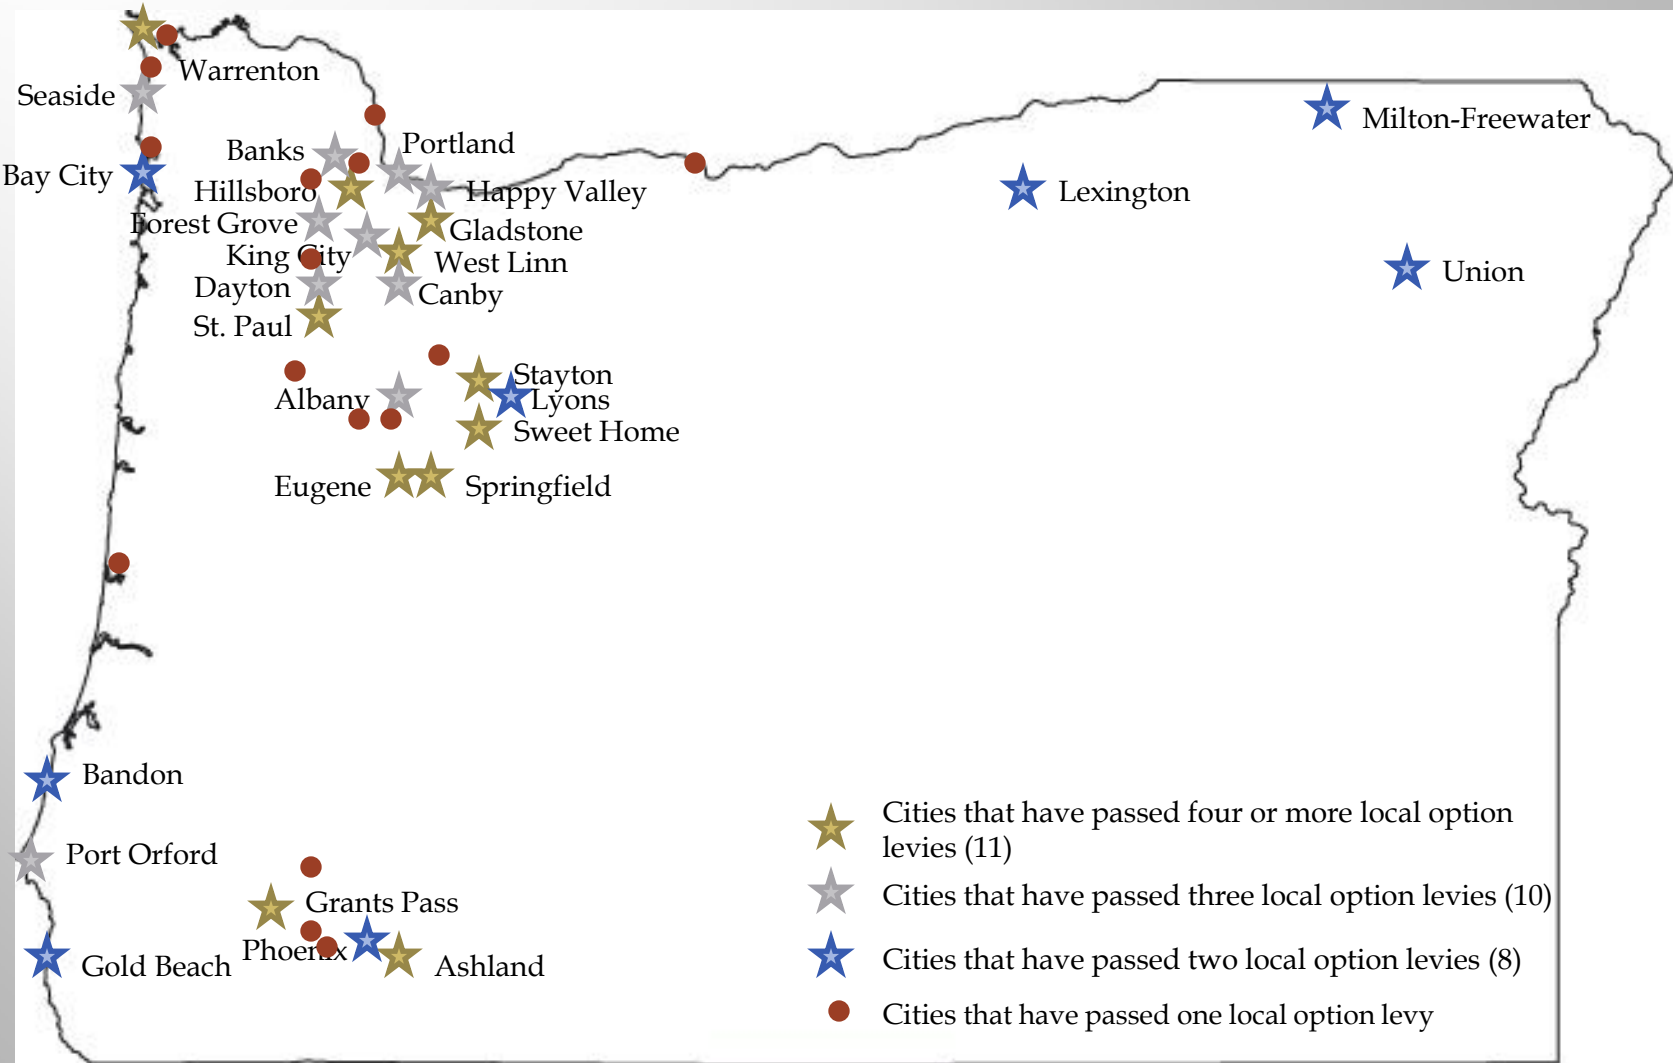 Warrenton
Seaside
Portland
Banks
Milton-Freewater
Bay City
Hillsboro
Happy Valley
Lexington
Forest Grove
Gladstone
King City
West Linn
Union
Dayton
Canby
St. Paul
Stayton
Albany
Lyons
Sweet Home
Eugene
Springfield
Bandon
Port Orford
Grants Pass
Phoenix
Gold Beach
Ashland
Cities that have passed four or more local option
levies (11)
Cities that have passed three local option levies (10)
Cities that have passed two local option levies (8)
Cities that have passed one local option levy